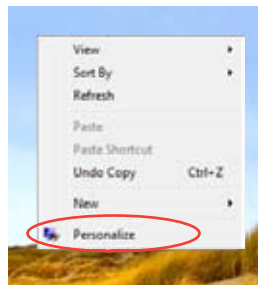 View
Sort By
Refresh
Paste
Paste Shortcut
Undo Copy Ctrl+Z
New
Personalize